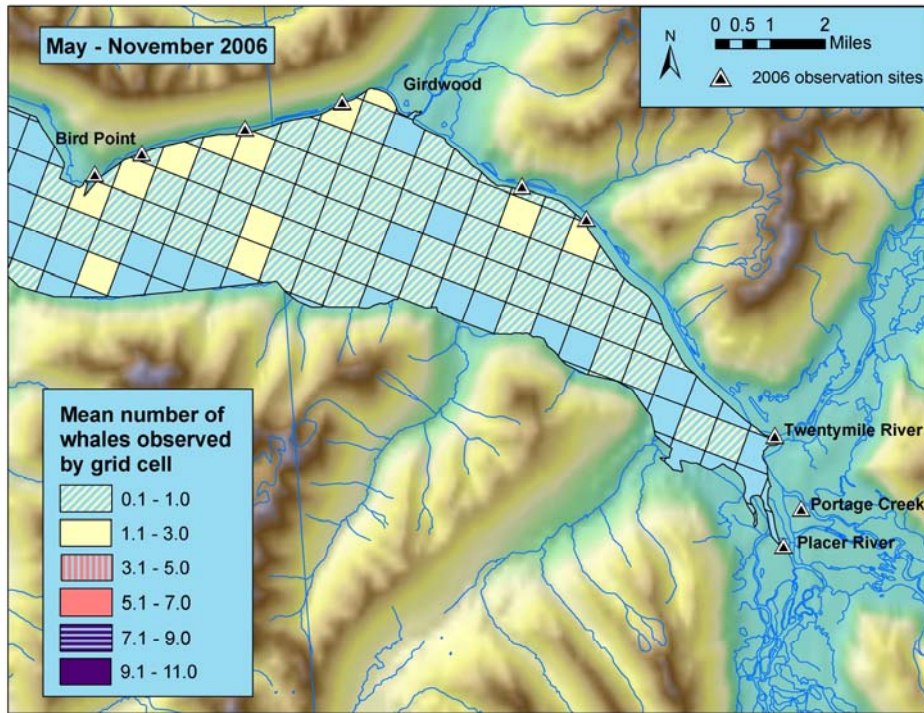 May - November 2006
N
0 0.5 1 2
Miles
2006 observation sites
Girdwood
Bird Point
Twentymile River
Portage Creek
Placer River
Mean number of
whales observed
by grid cell
0.1 - 1.0
1.1 - 3.0
3.1 - 5.0
5.1 - 7.0
7.1 - 9.0
9.1 - 11.0